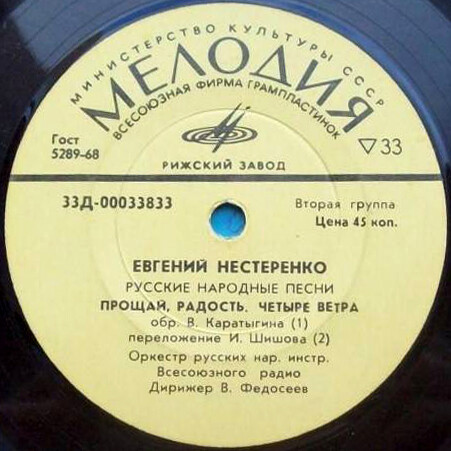 МИНИСТЕРСТВО КУЛЬТУРЫ СССР
МЕЛОДИЯ
ВСЕСОЮЗНАЯ ФИРМА ГРАМПЛАСТИНОК
Гост
5289-68
▽33
РИЖСКИЙ ЗАВОД
33Д-00033833
Вторая группа
Цена 45 коп.
ЕВГЕНИЙ НЕСТЕРЕНКО
РУССКИЕ НАРОДНЫЕ ПЕСНИ
ПРОЩАЙ, РАДОСТЬ. ЧЕТЫРЕ ВЕТРА
обр. В. Каратыгина (1)
переложение И. Шишова (2)
Оркестр русских нар. инстр.
Всесоюзного радио
Дирижер В. Федосеев